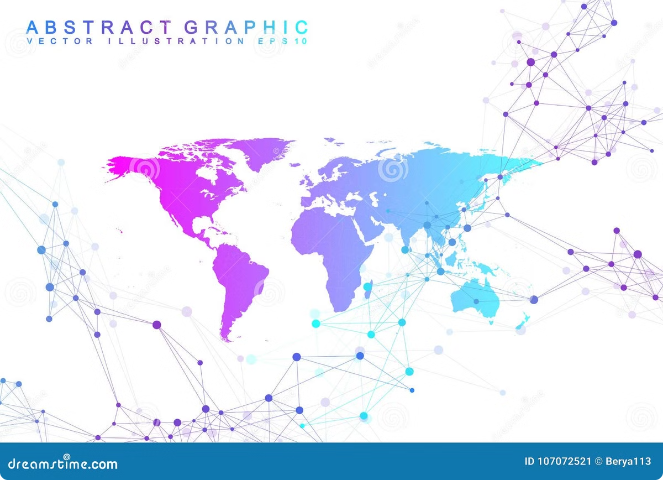 ABSTRACT GRAPHIC
VECTOR ILLUSTRATION EPS10
dreamstime.com
ID 107072521 © Berya113